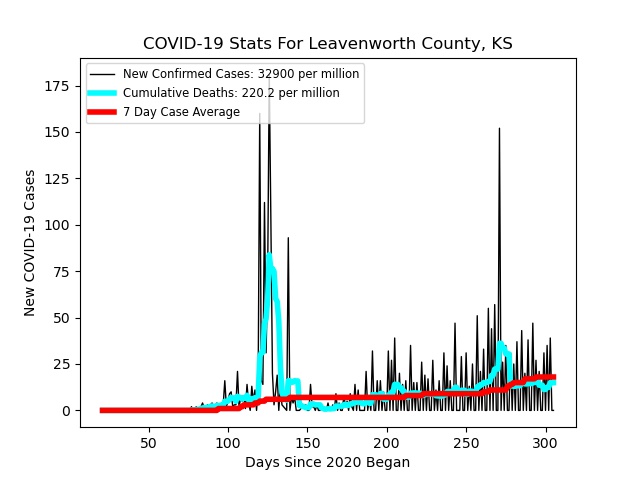 COVID-19 Stats For Leavenworth County, KS
New Confirmed Cases: 32900 per million
Cumulative Deaths: 220.2 per million
7 Day Case Average
175
150
125
100
75
50
25
0
New COVID-19 Cases
50 100 150 200 250 300
Days Since 2020 Began